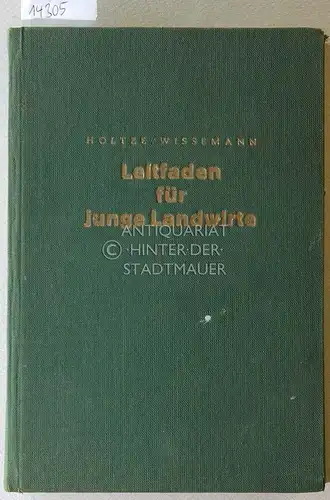 14305
HOLTZE/WISSEMANN
Leitfaden
für
junge Landwirte
ANTIQUARIAT
© HINTER DER
STADTMAUER